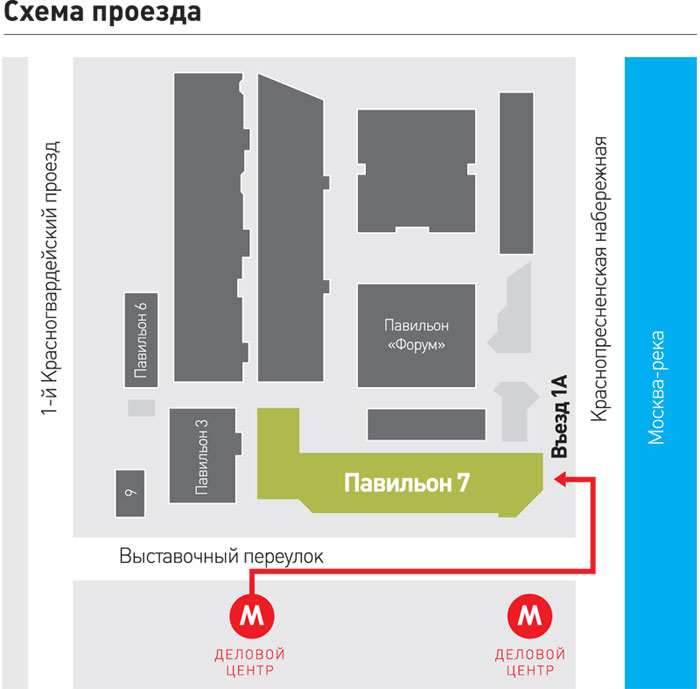 Схема проезда
1-й Красногвардейский проезд
Павильон 6
Павильон
«Форум»
Краснопресненская набережная
Москва-река
Въезд 1А
Павильон 3
9
Павильон 7
Выставочный переулок
М
ДЕЛОВОЙ
ЦЕНТР
М
ДЕЛОВОЙ
ЦЕНТР